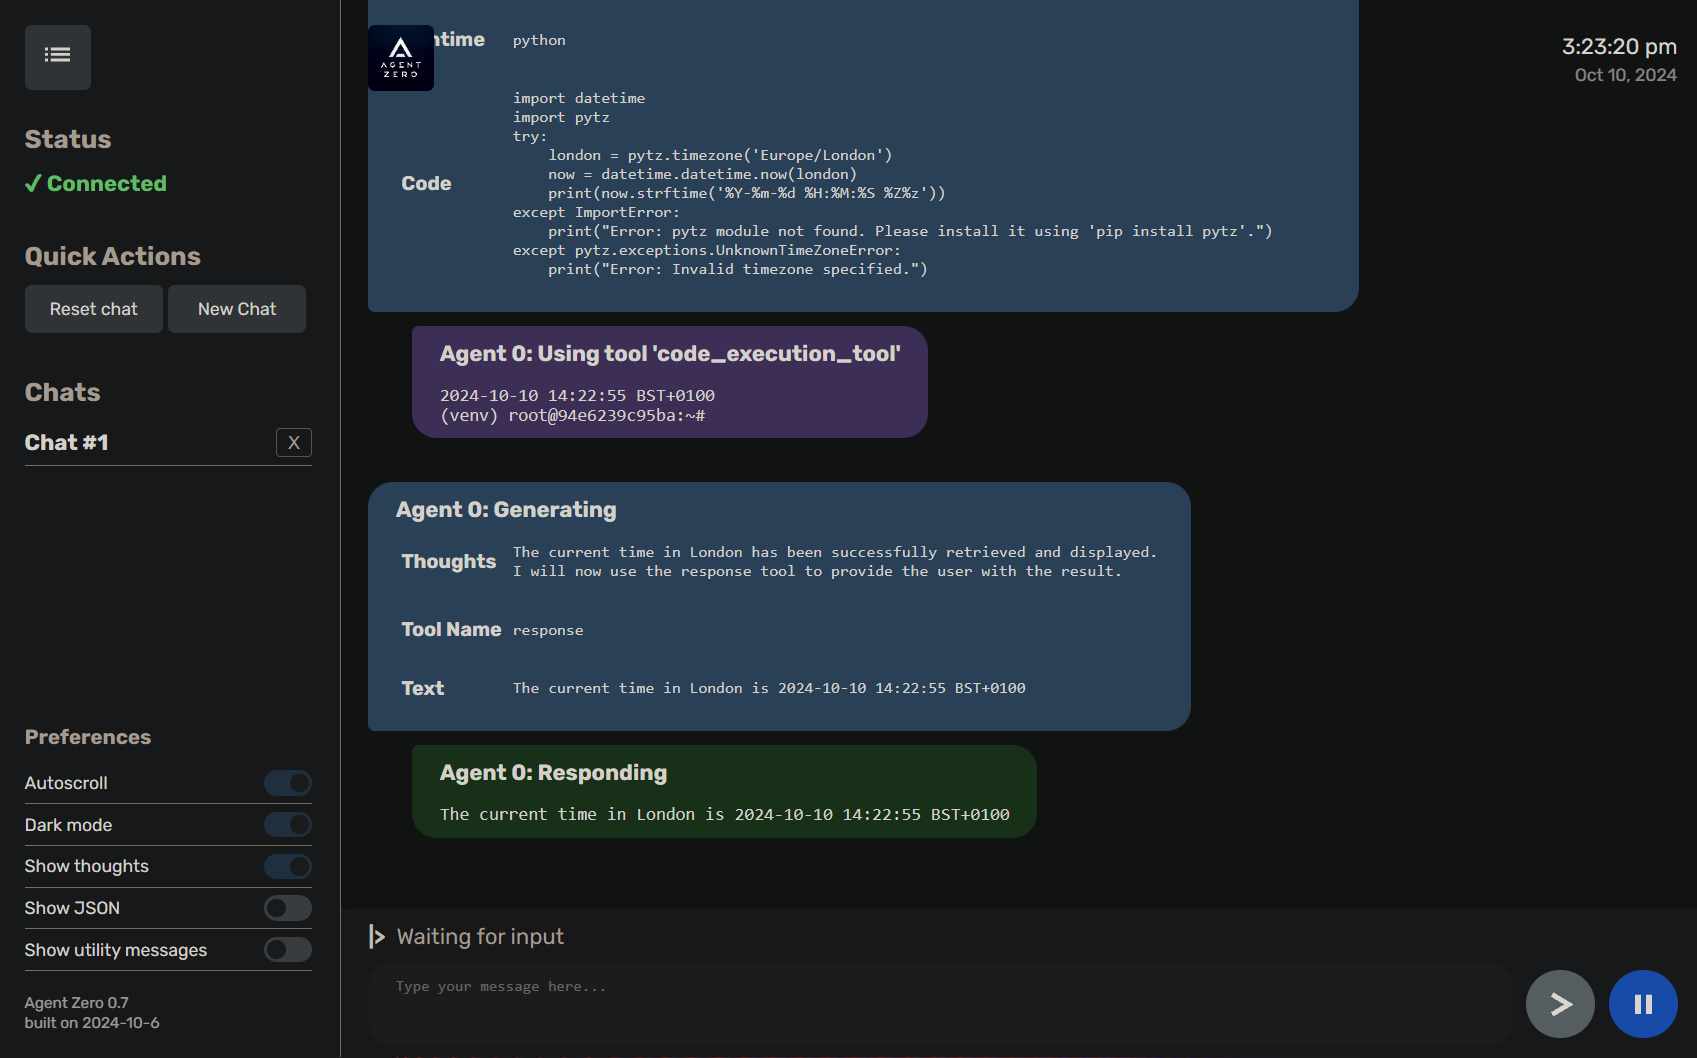 Status
✓ Connected
Quick Actions
Reset chat
New Chat
Chats
Chat #1
X
Preferences
Autoscroll
Dark mode
Show thoughts
Show JSON
Show utility messages
Agent Zero 0.7
built on 2024-10-6
AGENT
ZERO
ntime python
3:23:20 pm
Oct 10, 2024
Code
import datetime
import pytz
try:
    london = pytz.timezone('Europe/London')
    now = datetime.datetime.now(london)
    print(now.strftime('%Y-%m-%d %H:%M:%S %Z%z'))
except ImportError:
    print("Error: pytz module not found. Please install it using 'pip install pytz'.")
except pytz.exceptions.UnknownTimeZoneError:
    print("Error: Invalid timezone specified.")
Agent 0: Using tool 'code_execution_tool'
2024-10-10 14:22:55 BST+0100
(venv) root@94e6239c95ba:~#
Agent 0: Generating
Thoughts
The current time in London has been successfully retrieved and displayed.
I will now use the response tool to provide the user with the result.
Tool Name response
Text The current time in London is 2024-10-10 14:22:55 BST+0100
Agent 0: Responding
The current time in London is 2024-10-10 14:22:55 BST+0100
|> Waiting for input
Type your message here...